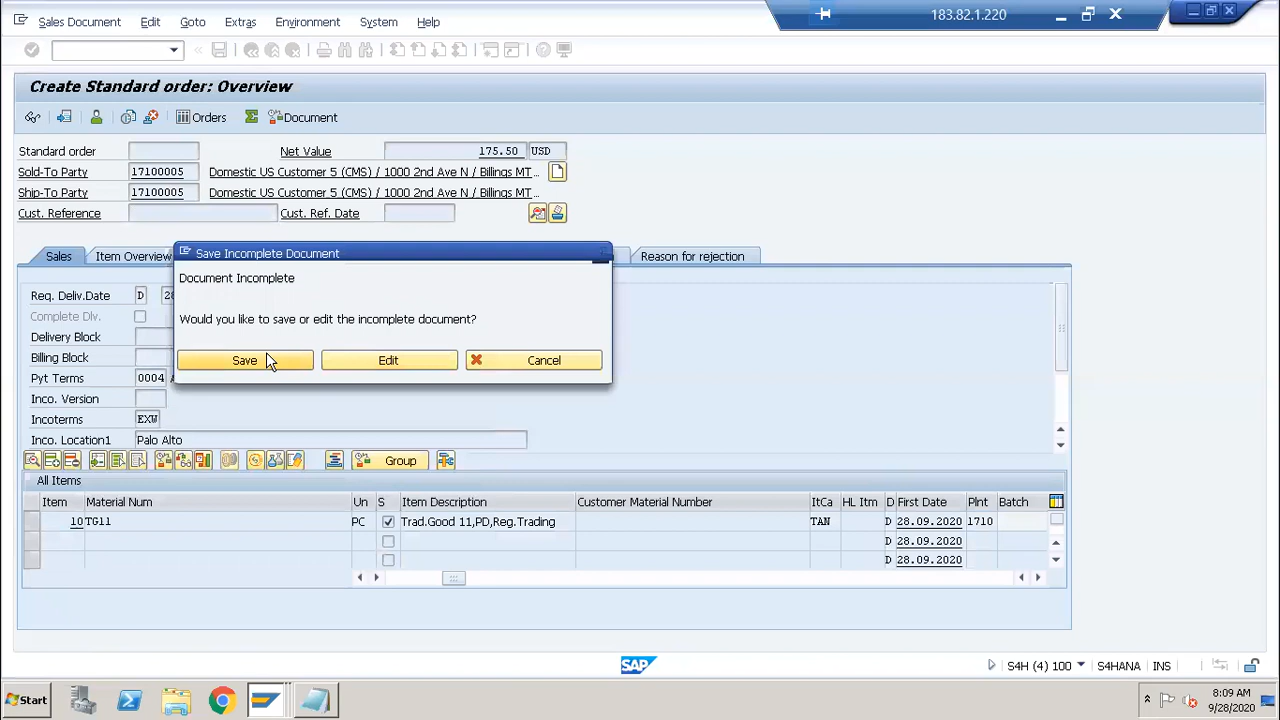 Sales Document Edit Goto Extras Environment System Help
183.82.1.220
Create Standard order: Overview
Orders Document
Standard order Net Value 175.50 USD
Sold-To Party 17100005 Domestic US Customer 5 (CMS) / 1000 2nd Ave N / Billings MT...
Ship-To Party 17100005 Domestic US Customer 5 (CMS) / 1000 2nd Ave N / Billings MT...
Cust. Reference Cust. Ref. Date
Sales Item Overview Reason for rejection
Save Incomplete Document
Document Incomplete
Would you like to save or edit the incomplete document?
Save Edit Cancel
Req. Deliv.Date D 28
Complete Dlv.
Delivery Block
Billing Block
Pyt Terms 0004
Inco. Version
Incoterms EXW
Inco. Location1 Palo Alto
Group
All Items
Item Material Num Un S Item Description Customer Material Number ItCa HL Itm D First Date Plnt Batch
10 TG11 PC Trad.Good 11,PD,Reg.Trading TAN D 28.09.2020 1710
D 28.09.2020
D 28.09.2020
SAP S4H (4) 100 S4HANA INS
Start 8:09 AM
9/28/2020